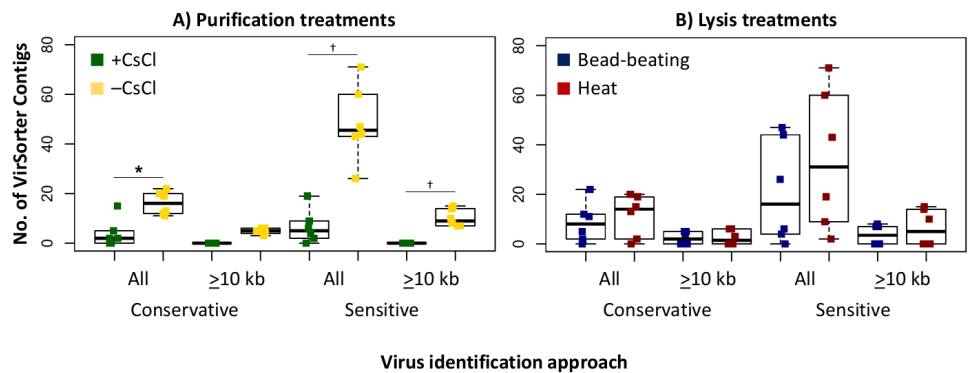 A) Purification treatments
B) Lysis treatments
No. of VirSorter Contigs
80
60
40
20
0
+CsCl
–CsCl
*
†
†
All
≥10 kb
All
≥10 kb
Conservative
Sensitive
80
60
40
20
0
Bead-beating
Heat
All
≥10 kb
All
≥10 kb
Conservative
Sensitive
Virus identification approach